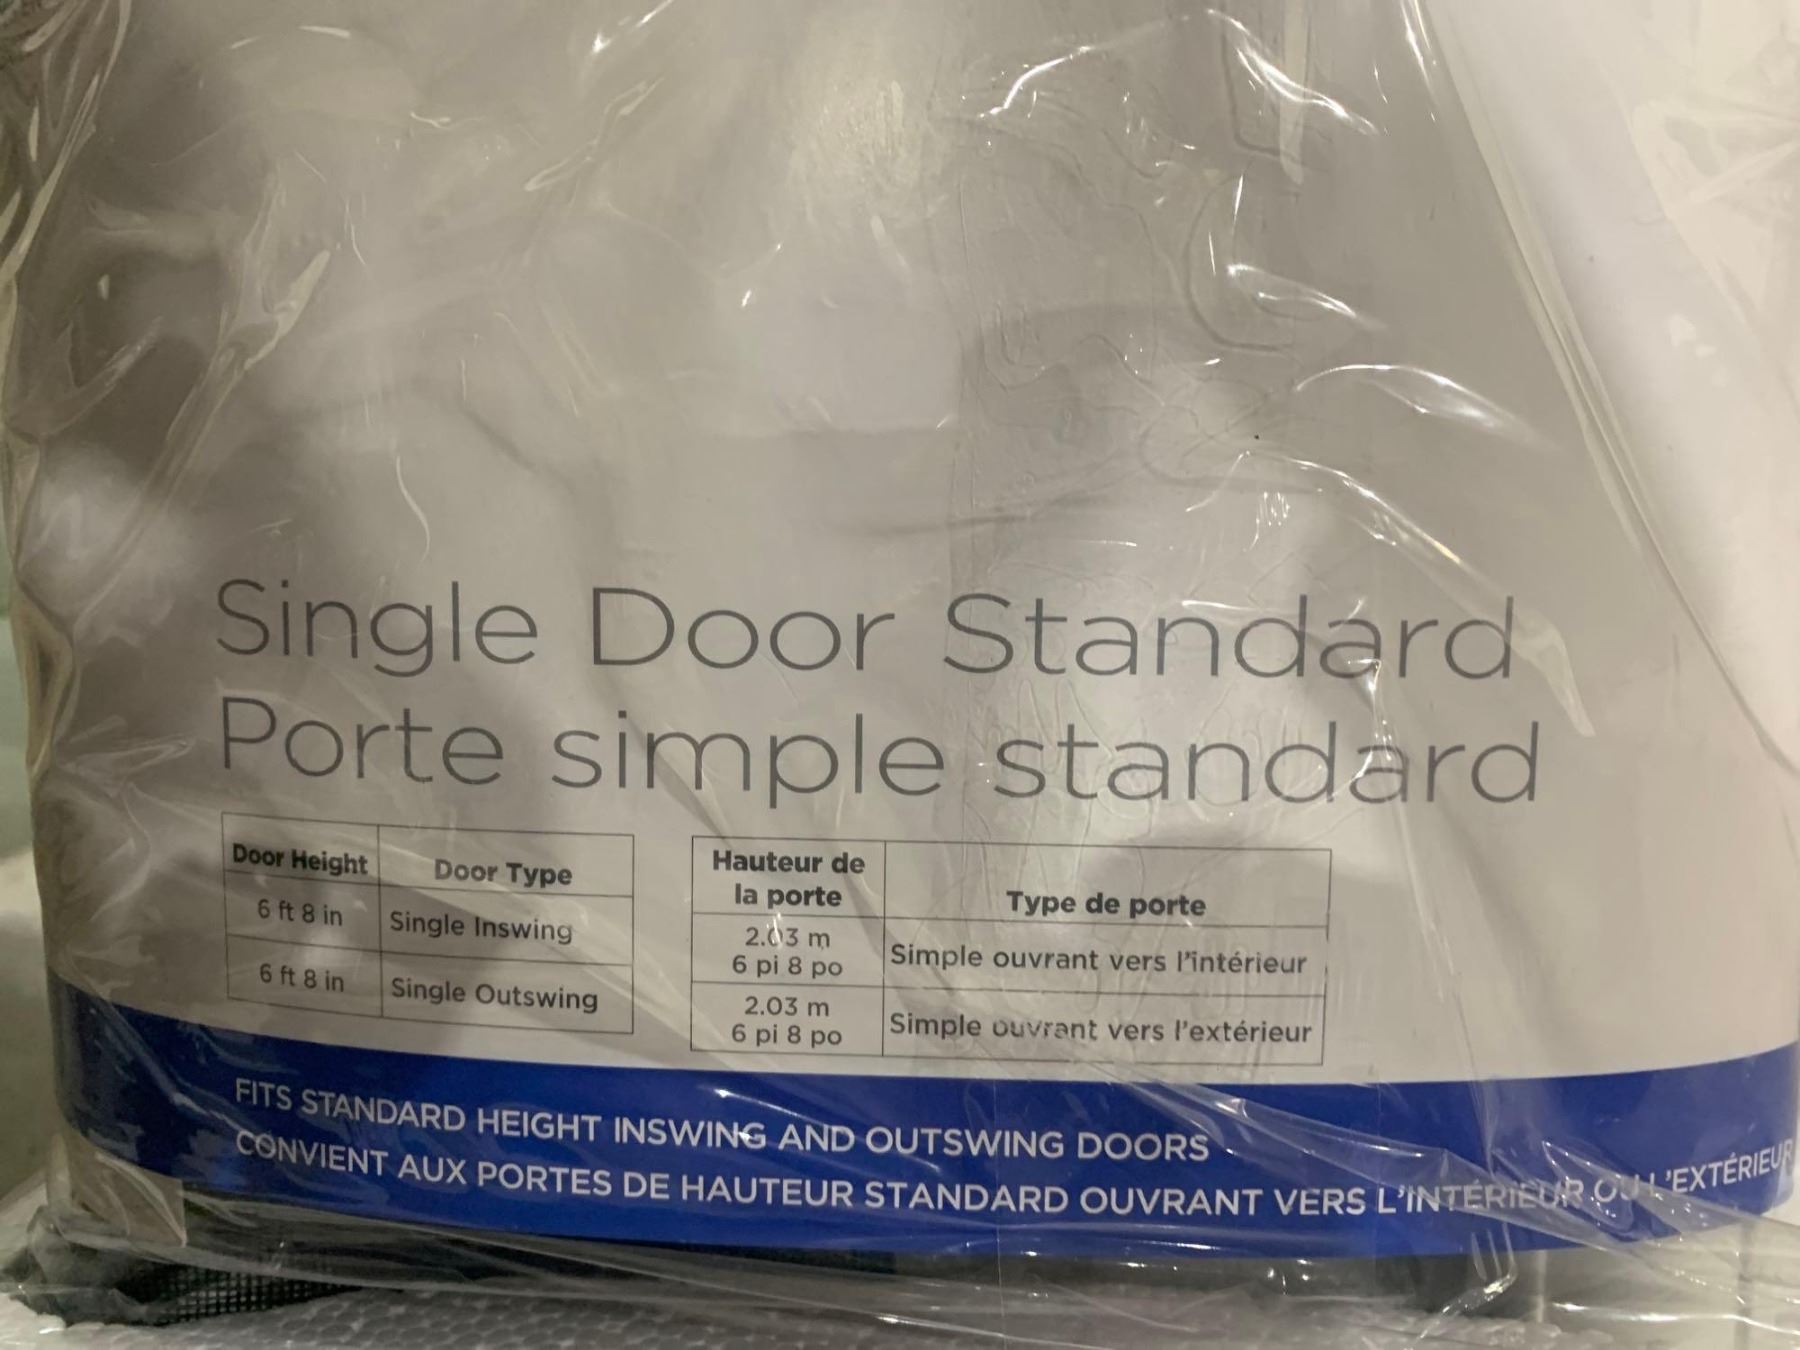 Single Door Standard
Porte simple standard
Door Height Door Type
6 ft 8 in Single Inswing
6 ft 8 in Single Outswing
Hauteur de
la porte Type de porte
2.03 m
6 pi 8 po Simple ouvrant vers l'intérieur
2.03 m
6 pi 8 po Simple ouvrant vers l'extérieur
FITS STANDARD HEIGHT INSWING AND OUTSWING DOORS
CONVIENT AUX PORTES DE HAUTEUR STANDARD OUVRANT VERS L'INTÉRIEUR OU L'EXTÉRIEUR